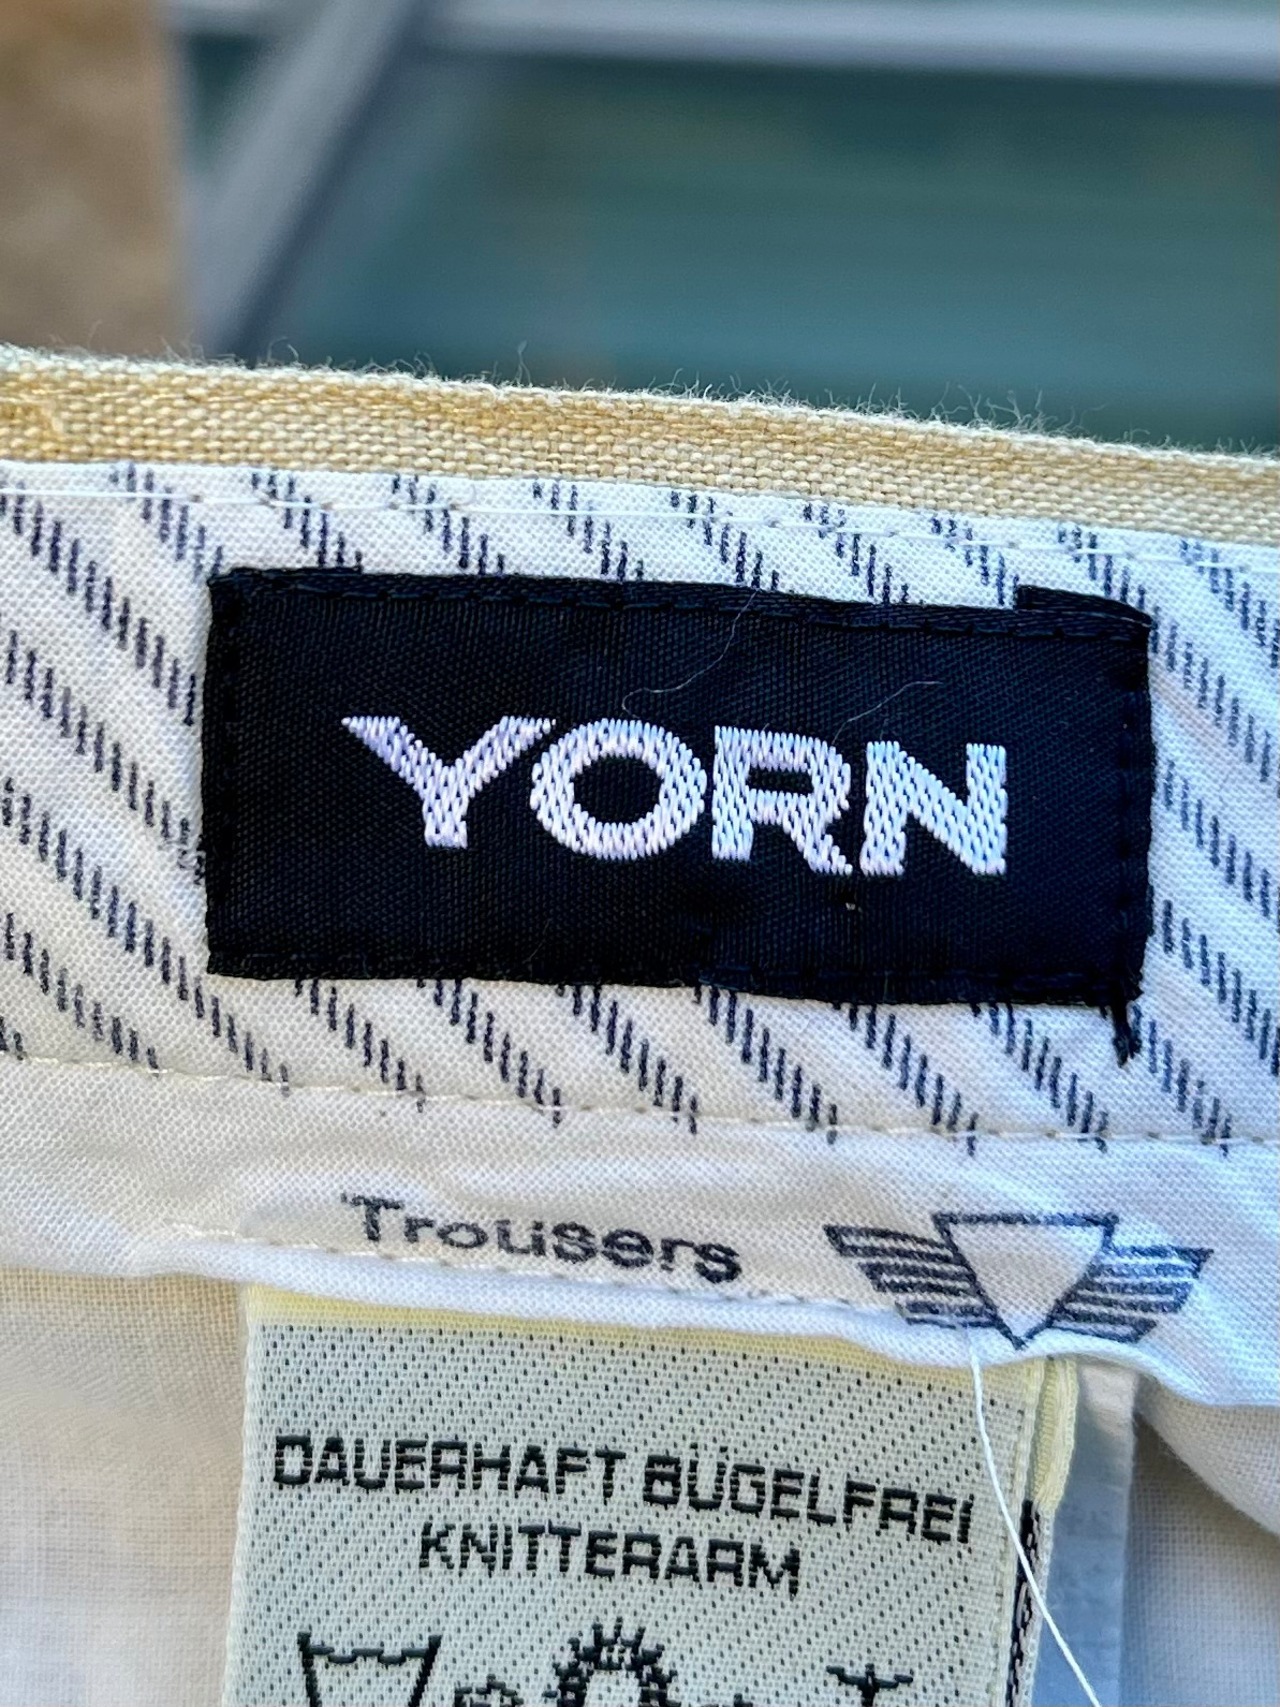 YORN
Trousers
DAUERHAFT BÜGELFREI
KNITTERARM